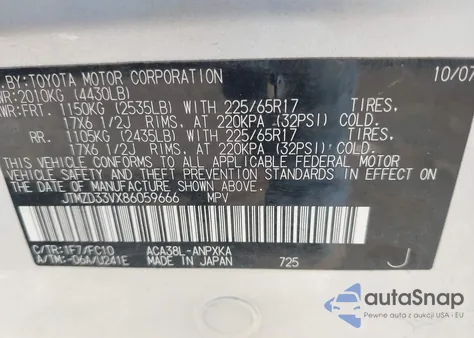 . BY:TOYOTA MOTOR CORPORATION 10/07
WR:2010KG (4430LB)
WR:FRT. 1150KG (2535LB) WITH 225/65R17 TIRES,
17X6 1/2J RIMS, AT 220KPA (32PSI) COLD.
RR. 1105KG (2435LB) WITH 225/65R17 TIRES,
17X6 1/2J RIMS, AT 220KPA (32PSI) COLD.
THIS VEHICLE CONFORMS TO ALL APPLICABLE FEDERAL MOTOR
VEHICLE SAFETY AND THEFT PREVENTION STANDARDS IN EFFECT
ON THE DATE OF MANUFACTURE SHOWN ABOVE.
JTMZD33VX86059666 MPV
C/TR:1F7/FC10 ACA38L-ANPXKA J
A/TM:-06A/U241E MADE IN JAPAN 725
autoSnap
Pewne auto z USA i EU